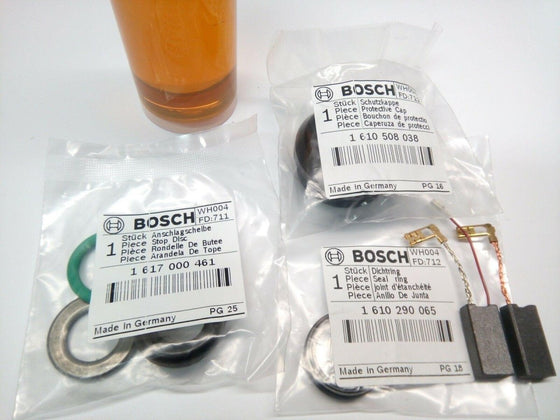 BOSCH WH004
FD:712
1 Stück Schutzkappe
Piece Protective Cap
Pièce Bouchon de protectio
Piece Caperuza de protecci
1 610 508 038
Made in Germany PG 16
BOSCH WH004
FD:711
1 Stück Anschlagscheibe
Piece Stop Disc
Pièce Rondelle De Butee
Piece Arandela De Tope
1 617 000 461
Made in Germany PG 25
BOSCH WH004
FD:712
1 Stück Dichtring
Piece Seal ring
Pièce joint d'étanchéité
Piece Anillo De Junta
1 610 290 065
Made in Germany PG 18